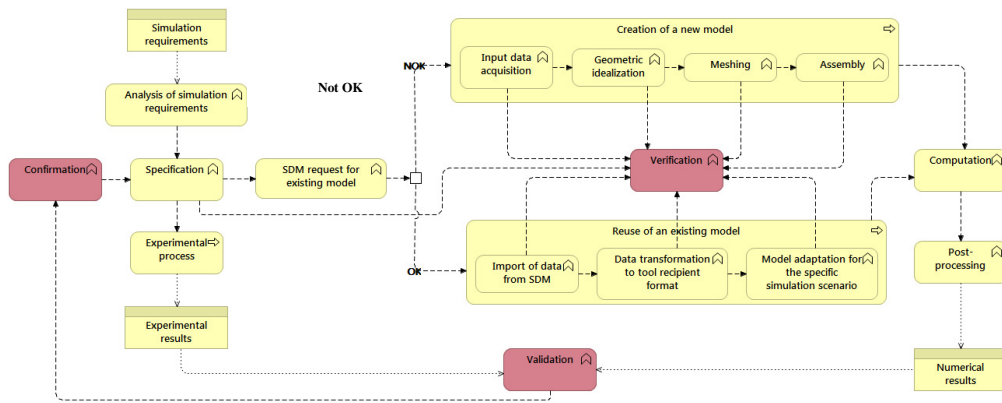 Simulation
requirements
Analysis of simulation
requirements
Confirmation
Specification
SDM request for
existing model
Not OK
NOK
OK
Creation of a new model
Input data
acquisition
Geometric
idealization
Meshing
Assembly
Verification
Computation
Reuse of an existing model
Import of data
from SDM
Data transformation
to tool recipient
format
Model adaptation for
the specific
simulation scenario
Experimental
process
Post-
processing
Experimental
results
Validation
Numerical
results